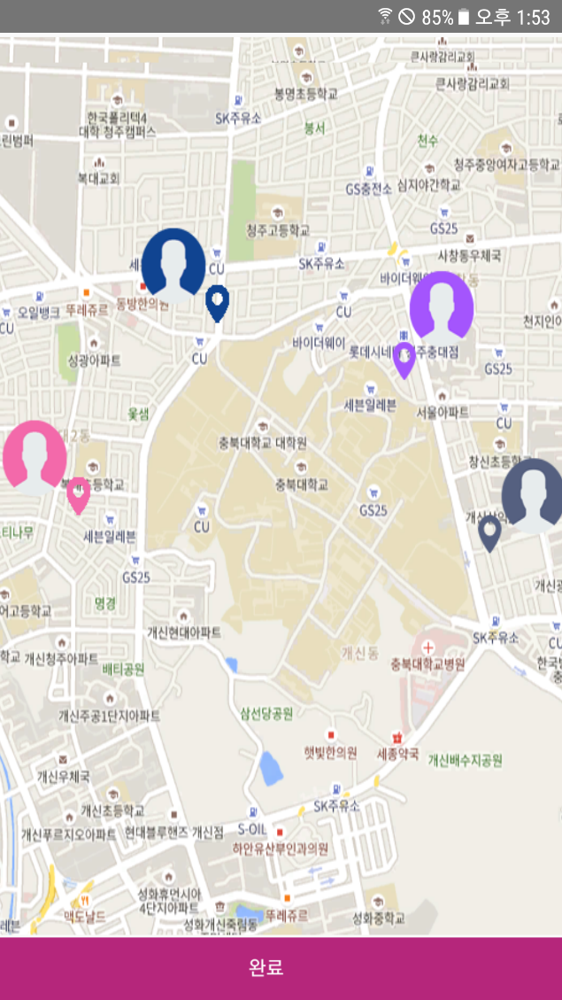 85% 오후 1:53
큰사랑감리교회
큰사랑감리교회
봉명초등학교
한국폴리텍4
대학 청주캠퍼스
SK주유소
봉서
천수
린범퍼
복대교회
청주중앙여자고등학교
GS충전소
심지야간학교
청주고등학교
GS25
사창동우체국
CU
SK주유소
바이더웨
오일뱅크
뚜레쥬르
동방한의원
CU
CU
천지인
바이더웨이
롯데시네
주충대점
성광아파트
CU
GS25
옻샘
세븐일레븐
서울아파트
CU
대2동
충북대학교 대학원
창신초등학
초등학교
충북대학교
GS25
CU
티나무
세븐일레븐
GS25
개신
명경
어고등학교
개신현대아파트
SK주유소
CU
학교
개신청주아파트
배티공원
개신동
충북대학교병원
한국
개신주공1단지아파트
삼선당공원
햇빛한의원
세종약국
개신배수지공원
개신우체국
개신초등학교
SK주유소
개신푸르지오아파트
현대블루핸즈 개신점
S-OIL
하안유산부인과의원
성화휴먼시아
4단지아파트
맥도날드
뚜레쥬르
성화중학교
레븐
성화개신죽림동
완료